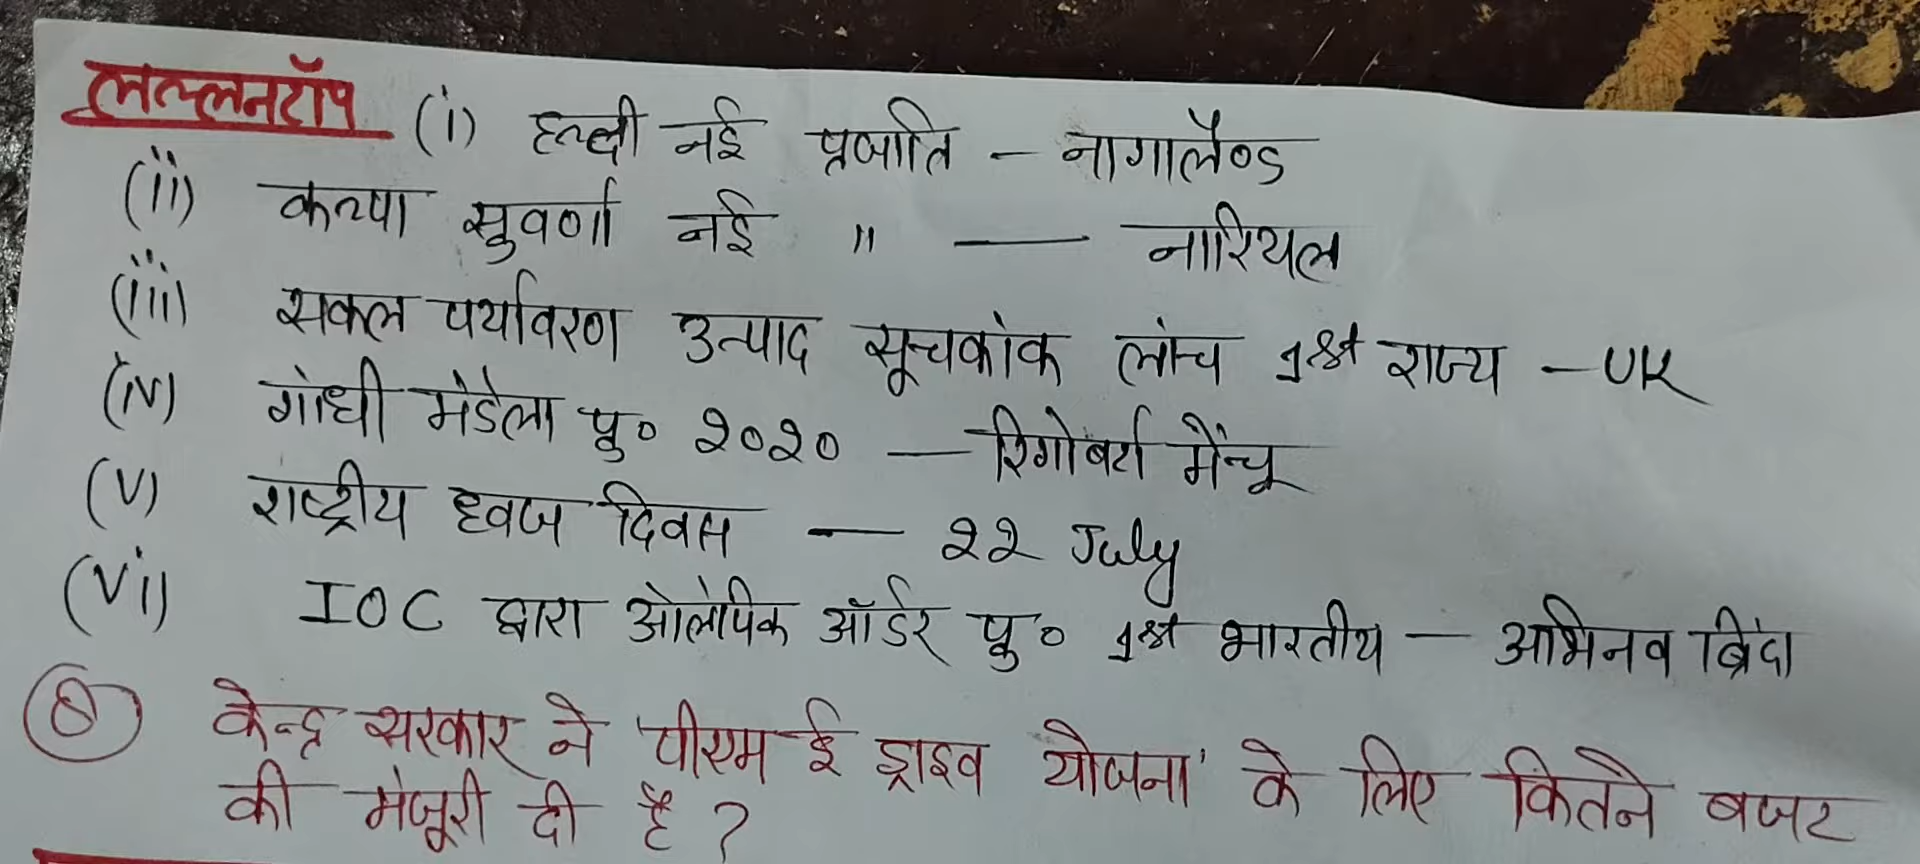 लल्लनटॉप (i) हल्दी नई प्रजाति – नागालैण्ड
(ii) कल्पा सुवर्णा नई " — नारियल
(iii) सकल पर्यावरण उत्पाद सूचकांक लांच 1st राज्य – UK
(iv) गांधी मंडेला पु० 2020 — रिगोबर्टा मेंन्चू
(v) राष्ट्रीय ध्वज दिवस — 22 July
(vi) IOC द्वारा ओलंपिक ऑर्डर पु० 1st भारतीय – अभिनव बिंद्रा
⑧ केन्द्र सरकार ने 'पीएम ई ड्राइव योजना' के लिए कितने बजट
की मंजूरी दी है ?